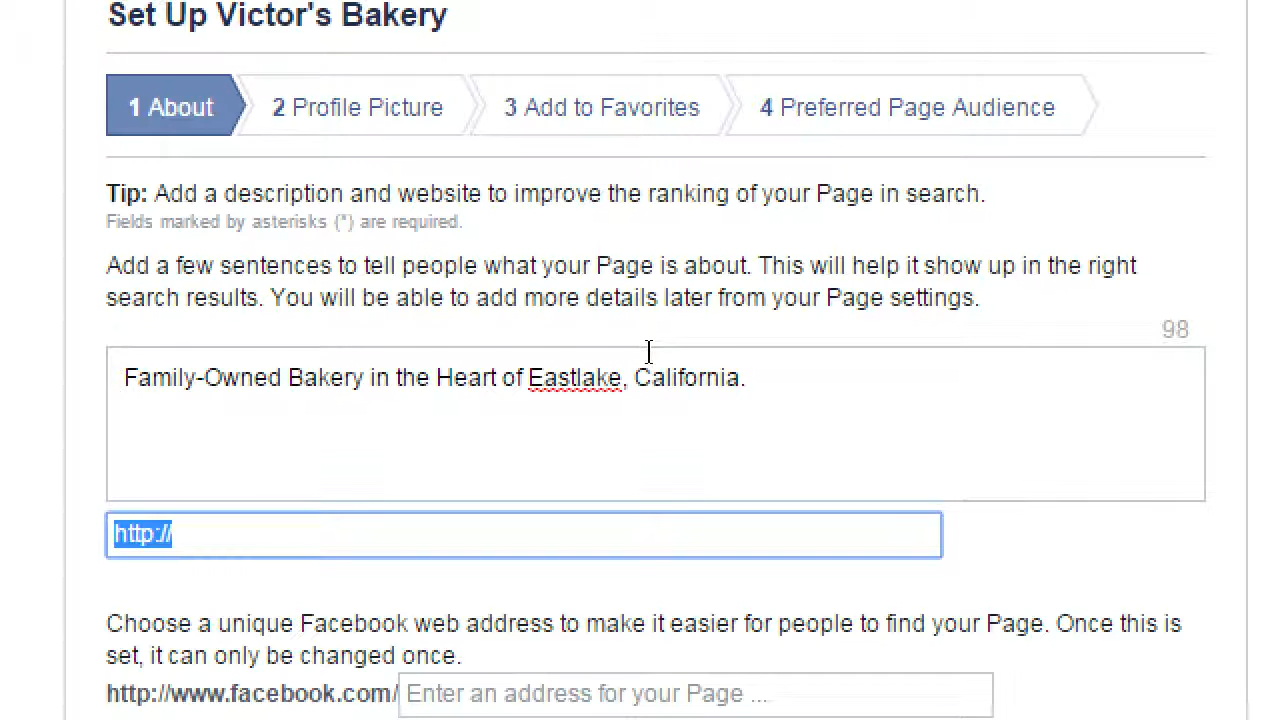 Set Up Victor's Bakery
1 About 2 Profile Picture 3 Add to Favorites 4 Preferred Page Audience
Tip: Add a description and website to improve the ranking of your Page in search.
Fields marked by asterisks (*) are required.
Add a few sentences to tell people what your Page is about. This will help it show up in the right
search results. You will be able to add more details later from your Page settings.
98
Family-Owned Bakery in the Heart of Eastlake, California.
http://
Choose a unique Facebook web address to make it easier for people to find your Page. Once this is
set, it can only be changed once.
http://www.facebook.com/ Enter an address for your Page ...